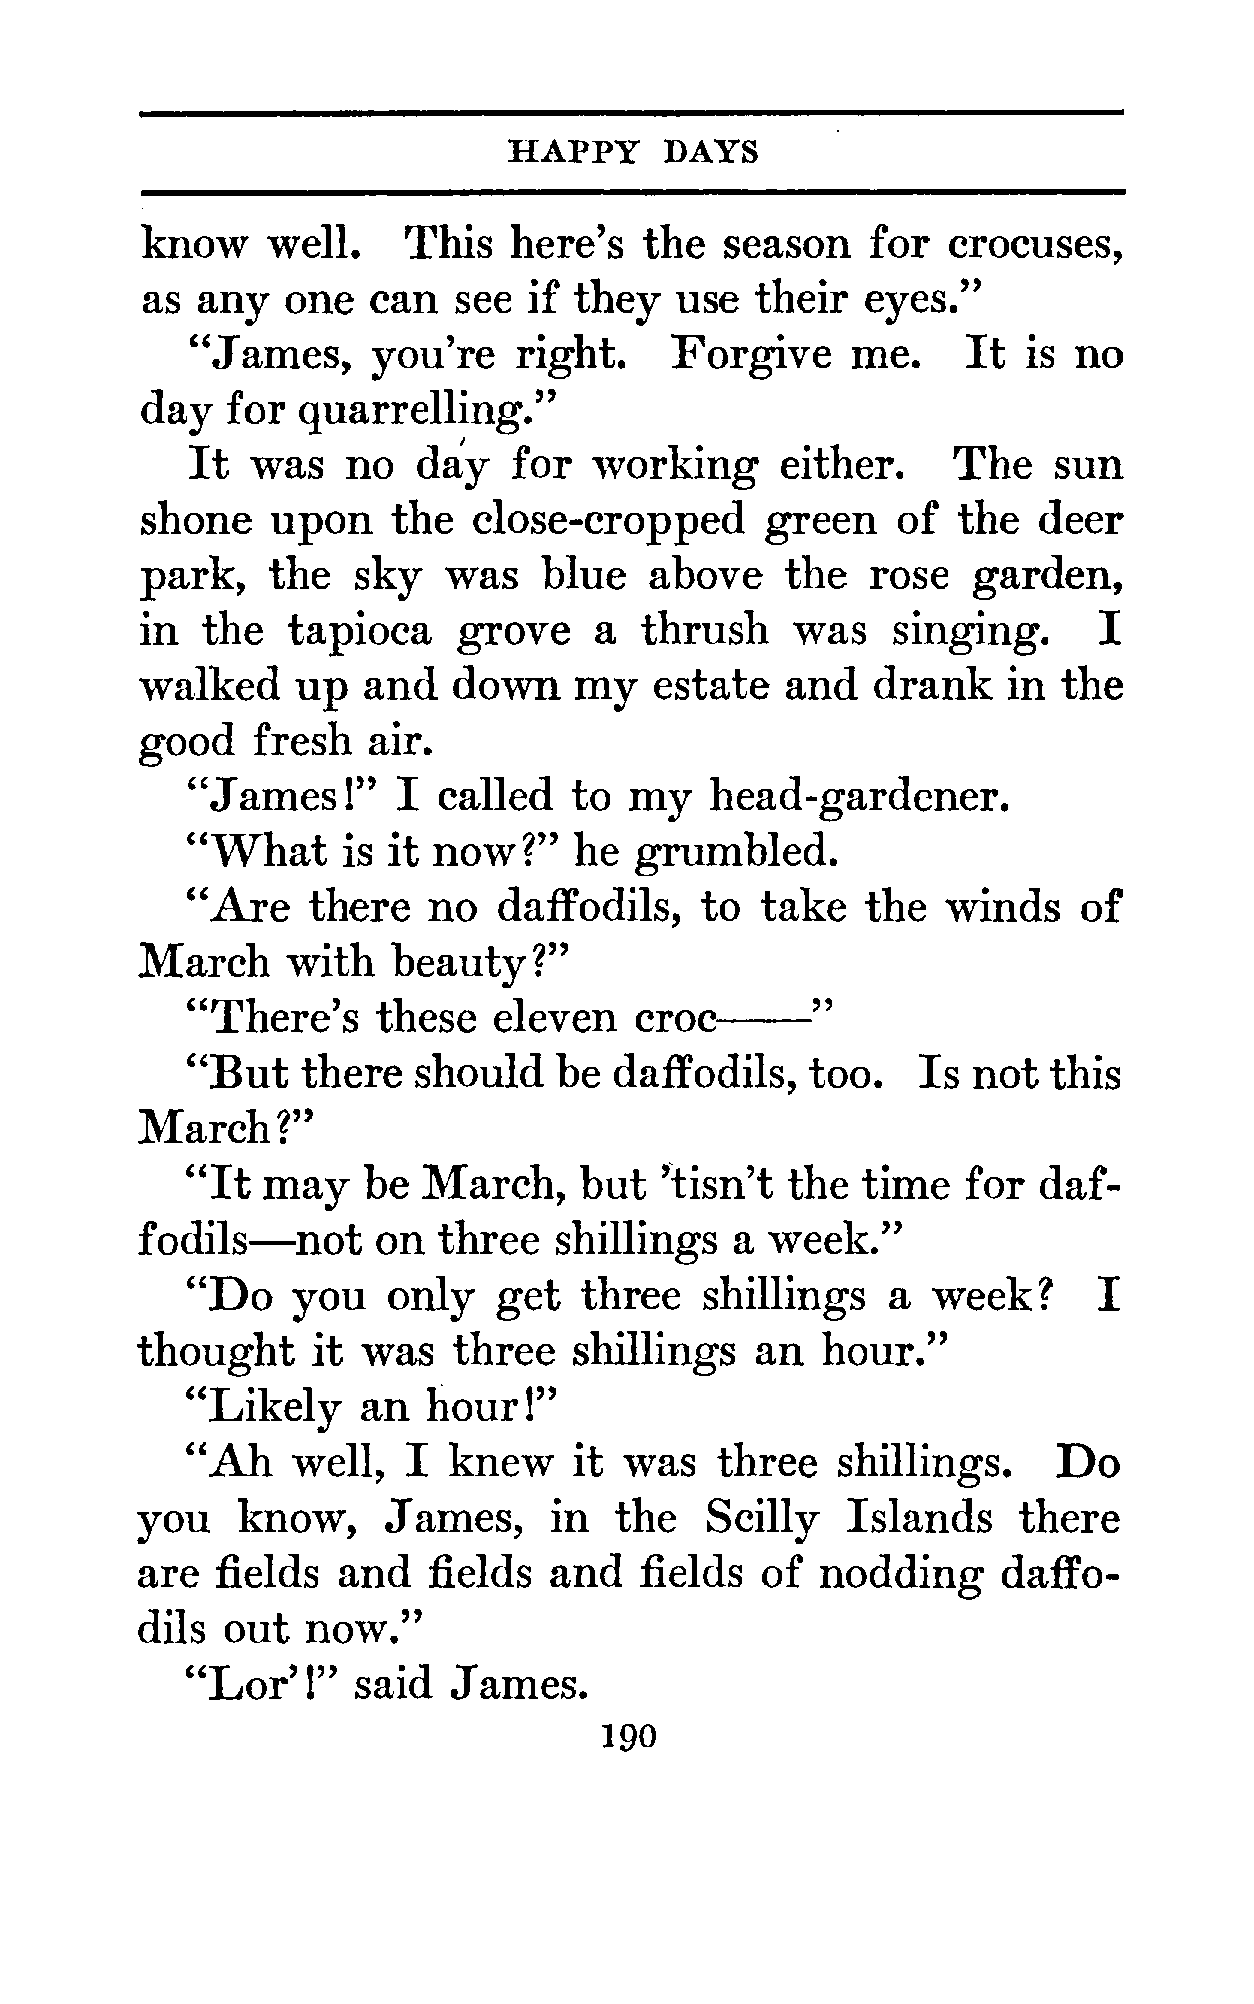 HAPPY DAYS
know well. This here's the season for crocuses,
as any one can see if they use their eyes."
"James, you're right. Forgive me. It is no
day for quarrelling."
It was no day for working either. The sun
shone upon the close-cropped green of the deer
park, the sky was blue above the rose garden,
in the tapioca grove a thrush was singing. I
walked up and down my estate and drank in the
good fresh air.
"James!" I called to my head-gardener.
"What is it now?" he grumbled.
"Are there no daffodils, to take the winds of
March with beauty?"
"There's these eleven croc——"
"But there should be daffodils, too. Is not this
March?"
"It may be March, but 'tisn't the time for daf-
fodils—not on three shillings a week."
"Do you only get three shillings a week? I
thought it was three shillings an hour."
"Likely an hour!"
"Ah well, I knew it was three shillings. Do
you know, James, in the Scilly Islands there
are fields and fields and fields of nodding daffo-
dils out now."
"Lor'!" said James.
190